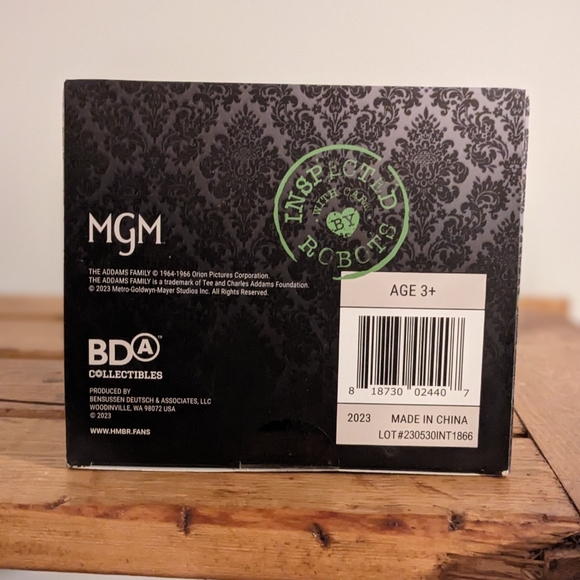 INSPECTED
WITH CARE
BY
ROBOTS
MGM
THE ADDAMS FAMILY © 1964-1966 Orion Pictures Corporation.
THE ADDAMS FAMILY is a trademark of Tee and Charles Addams Foundation.
© 2023 Metro-Goldwyn-Mayer Studios Inc. All Rights Reserved.
BDA™
COLLECTIBLES
PRODUCED BY
BENSUSSEN DEUTSCH & ASSOCIATES, LLC
WOODINVILLE, WA 98072 USA
© 2023
WWW.HMBR.FANS
AGE 3+
8 18730 02440 7
2023 MADE IN CHINA
LOT#230530INT1866